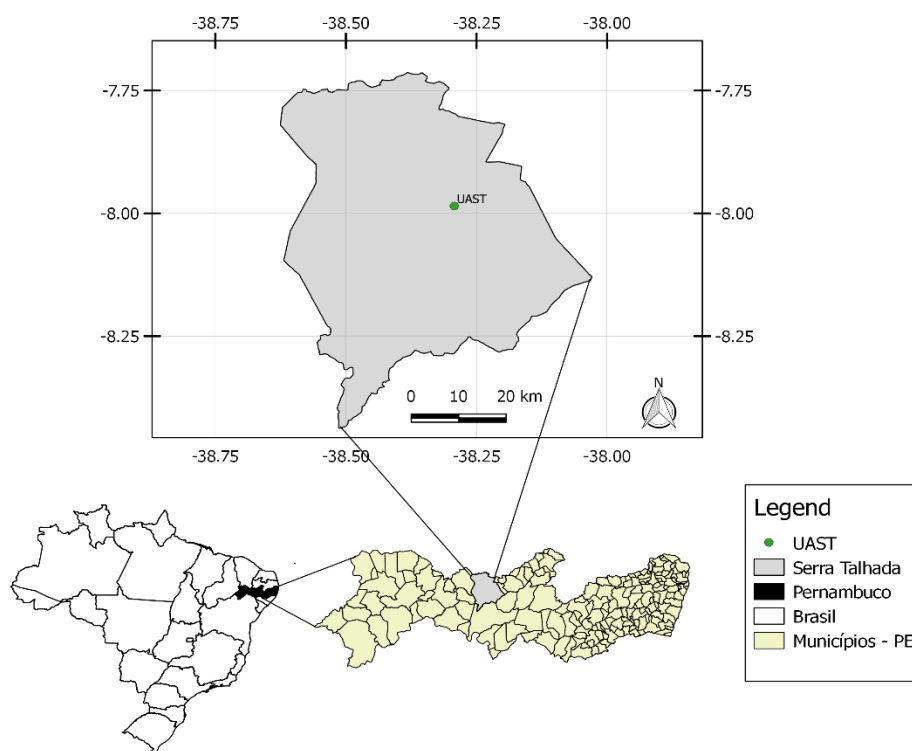 -38.75 -38.50 -38.25 -38.00
-7.75 -7.75
UAST
-8.00 -8.00
-8.25 -8.25
0 10 20 km
N
-38.75 -38.50 -38.25 -38.00
Legend
UAST
Serra Talhada
Pernambuco
Brasil
Municípios - PE